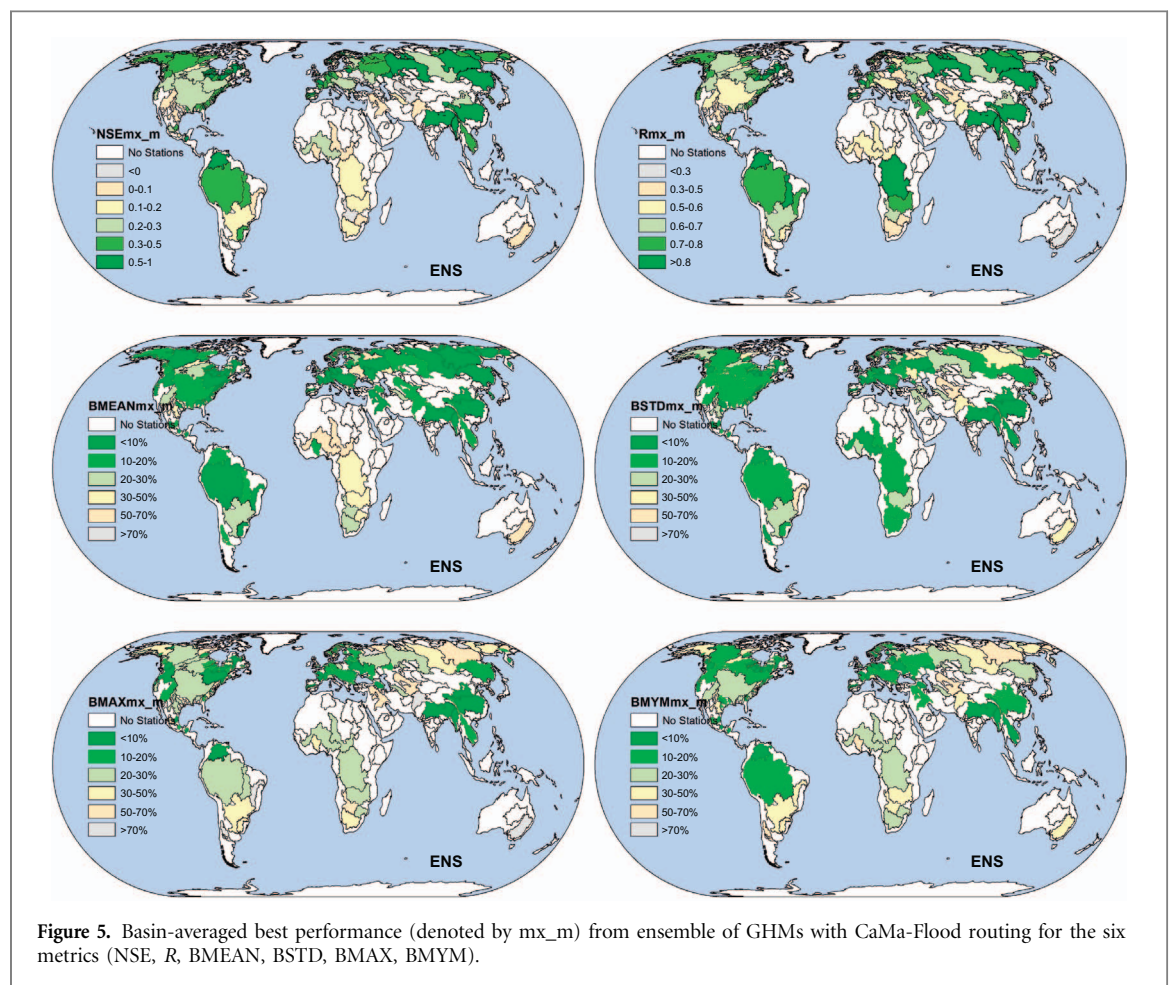 NSEmx_m
No Stations
<0
0-0.1
0.1-0.2
0.2-0.3
0.3-0.5
0.5-1
ENS
Rmx_m
No Stations
<0.3
0.3-0.5
0.5-0.6
0.6-0.7
0.7-0.8
>0.8
ENS
BMEANmx_m
No Stations
<10%
10-20%
20-30%
30-50%
50-70%
>70%
ENS
BSTDmx_m
No Stations
<10%
10-20%
20-30%
30-50%
50-70%
>70%
ENS
BMAXmx_m
No Stations
<10%
10-20%
20-30%
30-50%
50-70%
>70%
ENS
BMYMmx_m
No Stations
<10%
10-20%
20-30%
30-50%
50-70%
>70%
ENS
Figure 5. Basin-averaged best performance (denoted by mx_m) from ensemble of GHMs with CaMa-Flood routing for the six
metrics (NSE, R, BMEAN, BSTD, BMAX, BMYM).